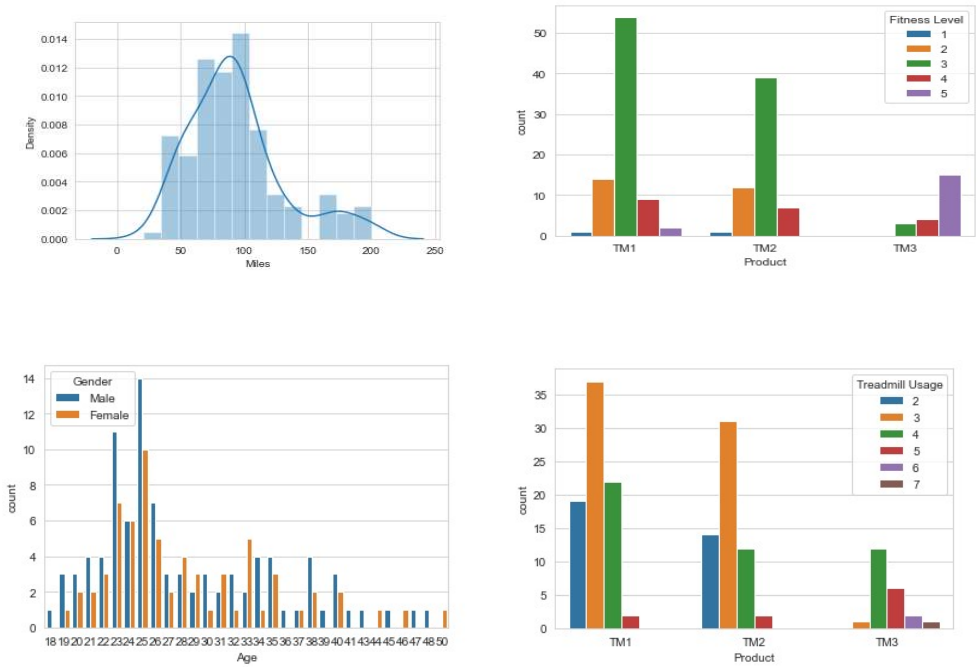 0.014
0.012
0.010
0.008
0.006
0.004
0.002
0.000
Density
0 50 100 150 200 250
Miles
Fitness Level
1
2
3
4
5
50
40
30
20
10
0
count
TM1 TM2 TM3
Product
Gender
Male
Female
14
12
10
8
6
4
2
0
count
18 19 20 21 22 23 24 25 26 27 28 29 30 31 32 33 34 35 36 37 38 39 40 41 43 44 45 46 47 48 50
Age
Treadmill Usage
2
3
4
5
6
7
35
30
25
20
15
10
5
0
count
TM1 TM2 TM3
Product